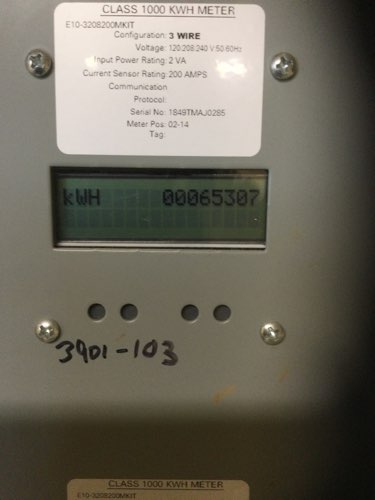 CLASS 1000 KWH METER
E10-3208200MKIT
Configuration: 3 WIRE
Voltage: 120.208.240 V:50-60Hz
Input Power Rating: 2 VA
Current Sensor Rating: 200 AMPS
Communication
Protocol:
Serial No: 1849TMAJ0285
Meter Pos: 02-14
Tag:
kWH 00065307
3901-103
CLASS 1000 KWH METER
E10-3208200MKIT